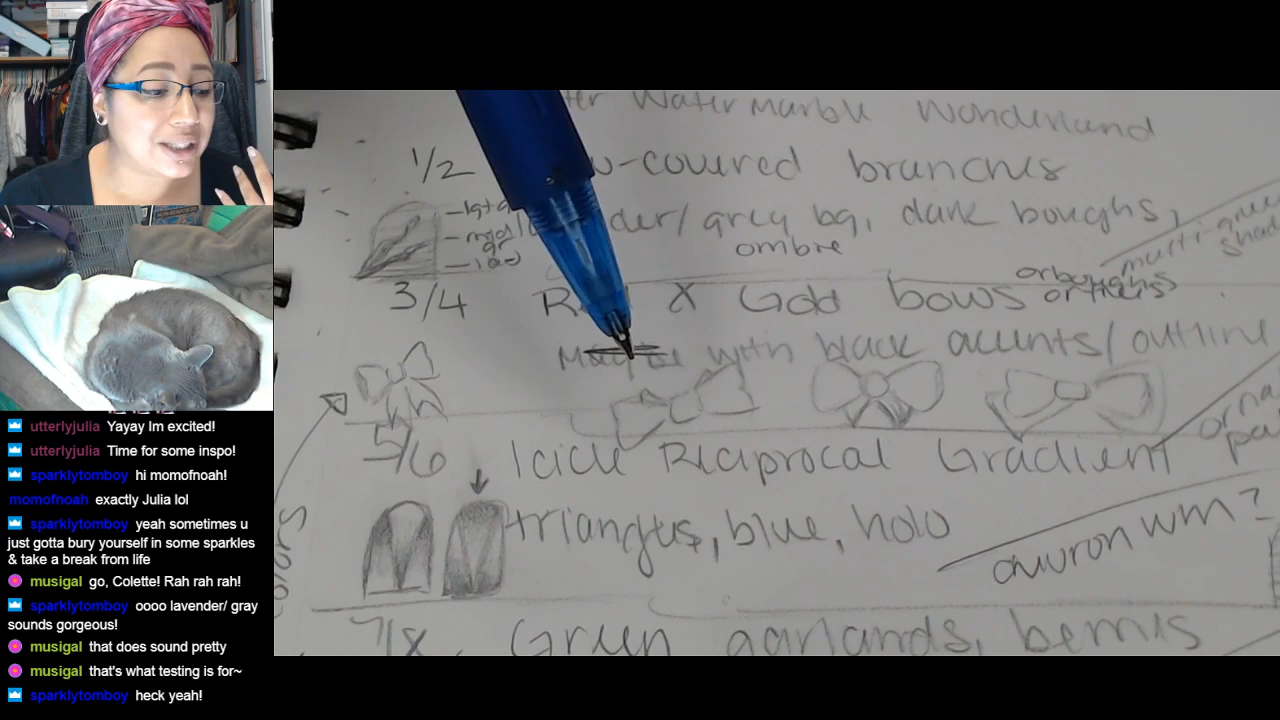 Water Marble Wonderland
1/2 -covered branches
/ grey bg, dark boughs,
ombre
3/4 x Gold bows or
with black accents/outline
5/6 Icicle Reciprocal Gradient
triangles, blue, holo
chevron wm?
7/8 Green garlands, berries
utterlyjulia Yayay Im excited!
utterlyjulia Time for some inspo!
sparklytomboy hi momofnoah!
momofnoah exactly Julia lol
sparklytomboy yeah sometimes u
just gotta bury yourself in some sparkles
& take a break from life
musigal go, Colette! Rah rah rah!
sparklytomboy oooo lavender/ gray
sounds gorgeous!
musigal that does sound pretty
musigal that's what testing is for~
sparklytomboy heck yeah!